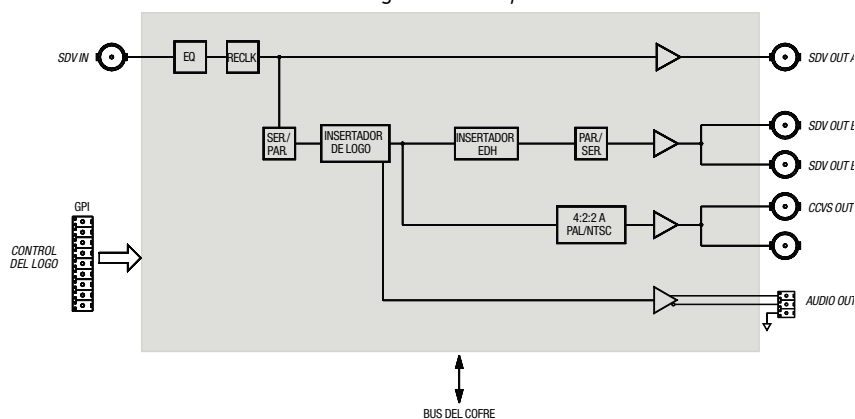 SDV IN
EQ
RECLK
SDV OUT A
SER./
PAR.
INSERTADOR
DE LOGO
INSERTADOR
EDH
PAR./
SER.
SDV OUT B
SDV OUT B
GPI
CONTROL
DEL LOGO
4:2:2 A
PAL/NTSC
CCVS OUT
AUDIO OUT
BUS DEL COFRE